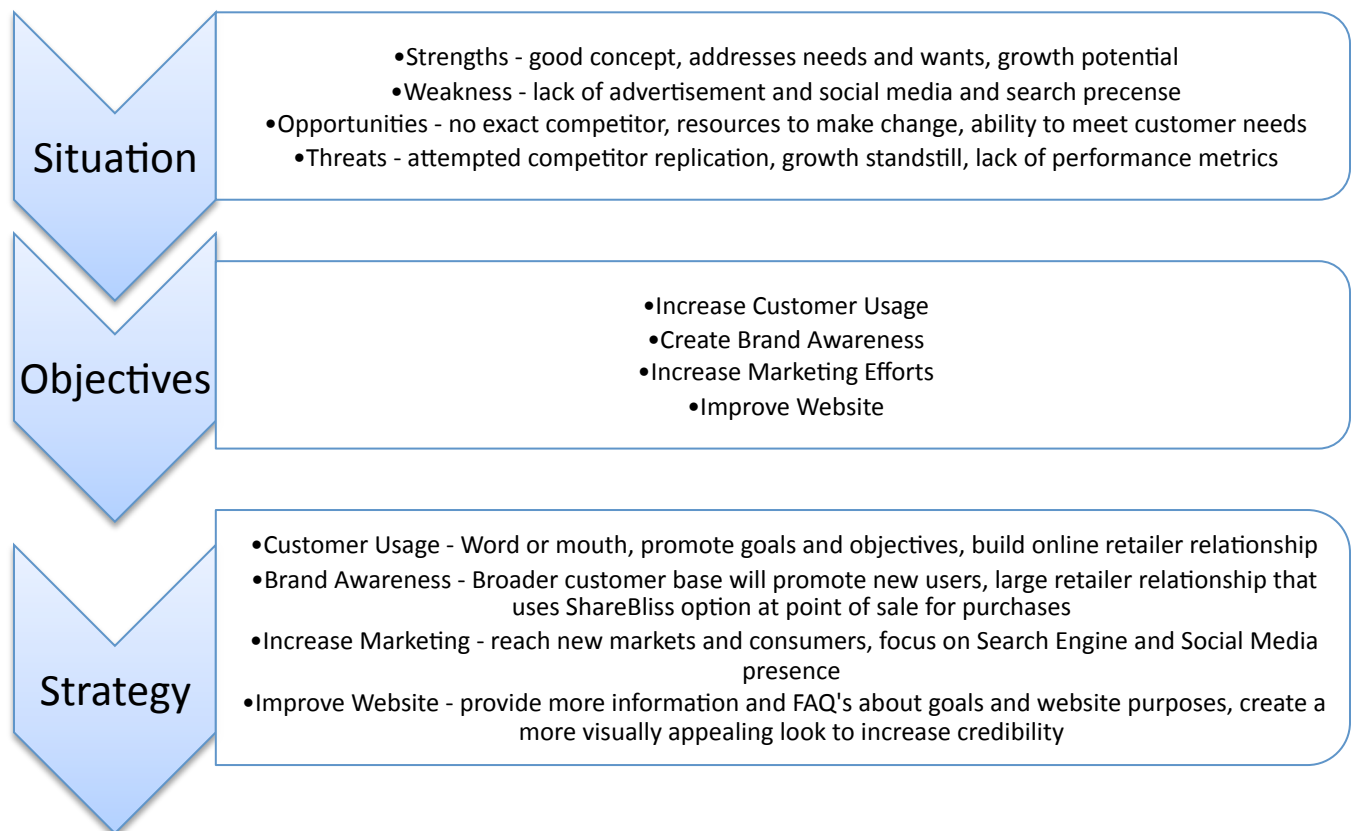 Situation
•Strengths - good concept, addresses needs and wants, growth potential
•Weakness - lack of advertisement and social media and search precense
•Opportunities - no exact competitor, resources to make change, ability to meet customer needs
•Threats - attempted competitor replication, growth standstill, lack of performance metrics
Objectives
•Increase Customer Usage
•Create Brand Awareness
•Increase Marketing Efforts
•Improve Website
Strategy
•Customer Usage - Word or mouth, promote goals and objectives, build online retailer relationship
•Brand Awareness - Broader customer base will promote new users, large retailer relationship that
uses ShareBliss option at point of sale for purchases
•Increase Marketing - reach new markets and consumers, focus on Search Engine and Social Media
presence
•Improve Website - provide more information and FAQ's about goals and website purposes, create a
more visually appealing look to increase credibility